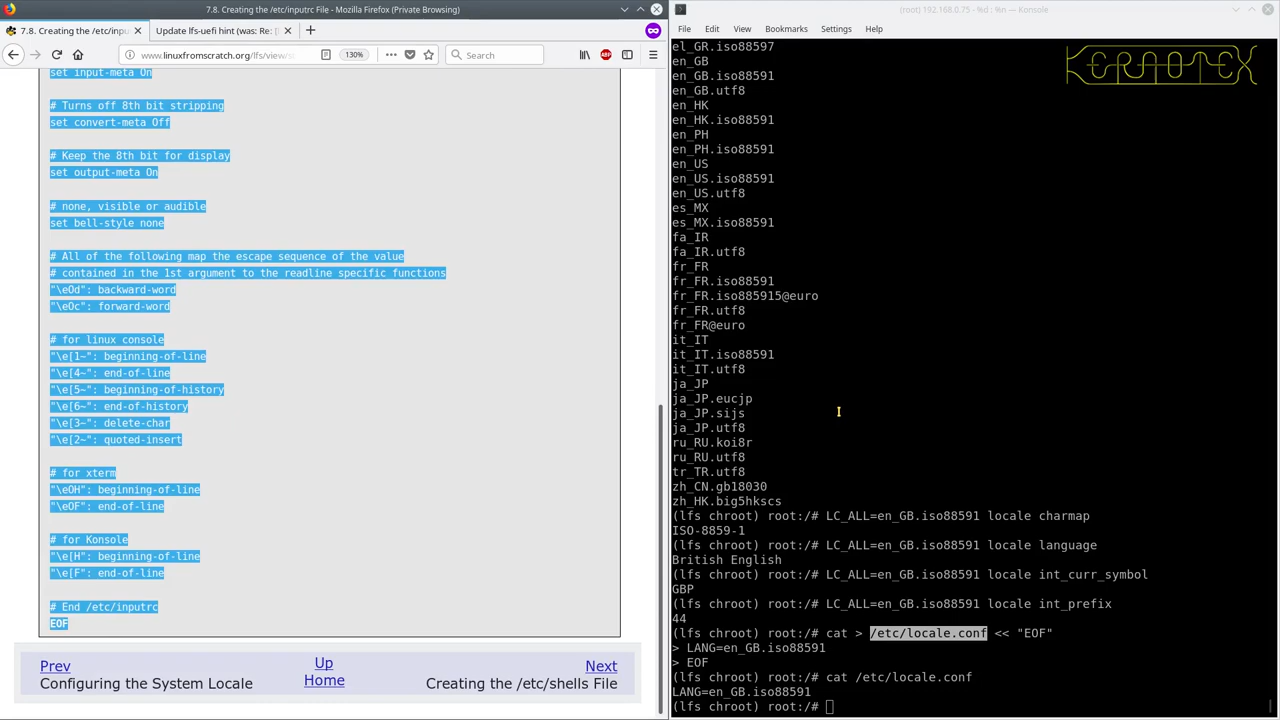 7.8. Creating the /etc/inputrc File - Mozilla Firefox (Private Browsing)
7.8. Creating the /etc/inpu
Update lfs-uefi hint (was: Re: [
www.linuxfromscratch.org/lfs/view/s
130%
Search
set input-meta On
# Turns off 8th bit stripping
set convert-meta Off
# Keep the 8th bit for display
set output-meta On
# none, visible or audible
set bell-style none
# All of the following map the escape sequence of the value
# contained in the 1st argument to the readline specific functions
"\eOd": backward-word
"\eOc": forward-word
# for linux console
"\e[1~": beginning-of-line
"\e[4~": end-of-line
"\e[5~": beginning-of-history
"\e[6~": end-of-history
"\e[3~": delete-char
"\e[2~": quoted-insert
# for xterm
"\eOH": beginning-of-line
"\eOF": end-of-line
# for Konsole
"\e[H": beginning-of-line
"\e[F": end-of-line
# End /etc/inputrc
EOF
Prev
Up
Next
Configuring the System Locale
Home
Creating the /etc/shells File
(root) 192.168.0.75 - %d : %n — Konsole
File Edit View Bookmarks Settings Help
KERNOTEX
el_GR.iso88597
en_GB
en_GB.iso88591
en_GB.utf8
en_HK
en_HK.iso88591
en_PH
en_PH.iso88591
en_US
en_US.iso88591
en_US.utf8
es_MX
es_MX.iso88591
fa_IR
fa_IR.utf8
fr_FR
fr_FR.iso88591
fr_FR.iso885915@euro
fr_FR.utf8
fr_FR@euro
it_IT
it_IT.iso88591
it_IT.utf8
ja_JP
ja_JP.eucjp
ja_JP.sijs
ja_JP.utf8
ru_RU.koi8r
ru_RU.utf8
tr_TR.utf8
zh_CN.gb18030
zh_HK.big5hkscs
(lfs chroot) root:/# LC_ALL=en_GB.iso88591 locale charmap
ISO-8859-1
(lfs chroot) root:/# LC_ALL=en_GB.iso88591 locale language
British English
(lfs chroot) root:/# LC_ALL=en_GB.iso88591 locale int_curr_symbol
GBP
(lfs chroot) root:/# LC_ALL=en_GB.iso88591 locale int_prefix
44
(lfs chroot) root:/# cat > /etc/locale.conf << "EOF"
> LANG=en_GB.iso88591
> EOF
(lfs chroot) root:/# cat /etc/locale.conf
LANG=en_GB.iso88591
(lfs chroot) root:/#